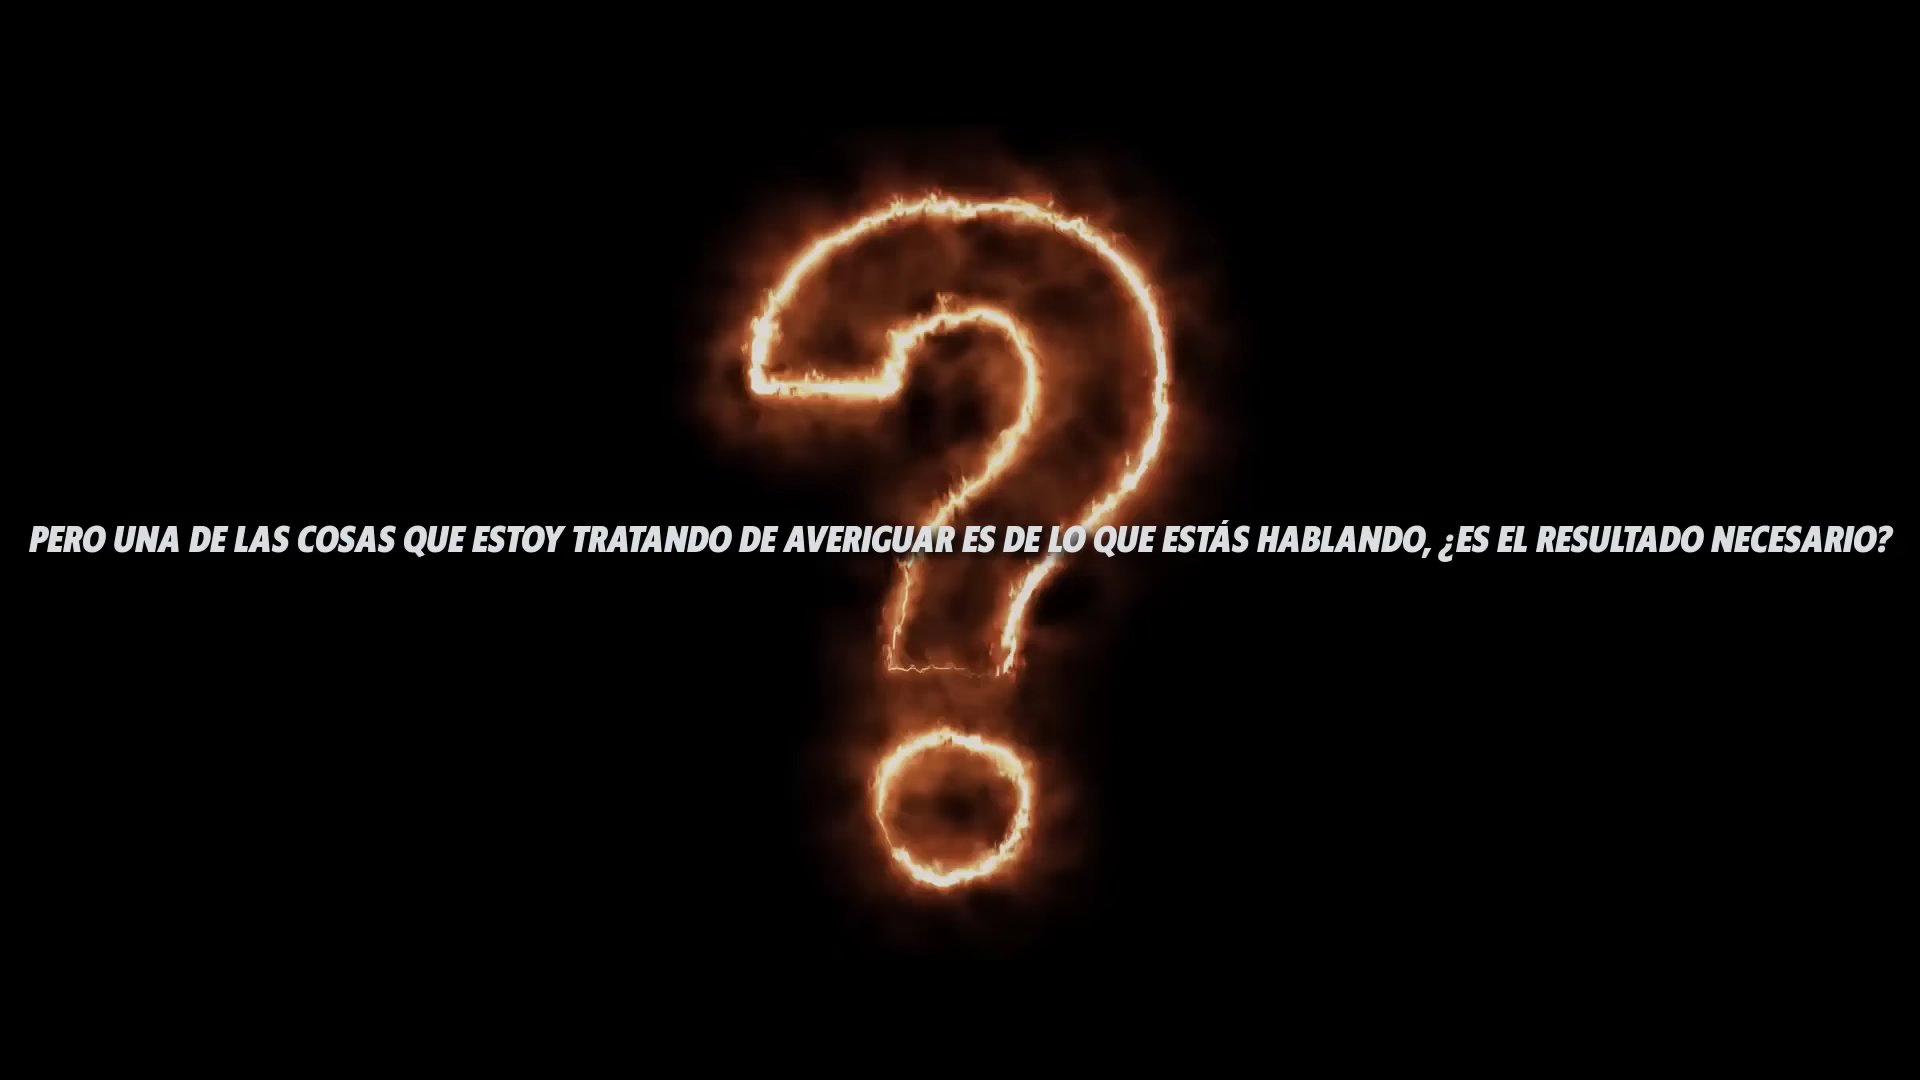 PERO UNA DE LAS COSAS QUE ESTOY TRATANDO DE AVERIGUAR ES DE LO QUE ESTÁS HABLANDO, ¿ES EL RESULTADO NECESARIO?